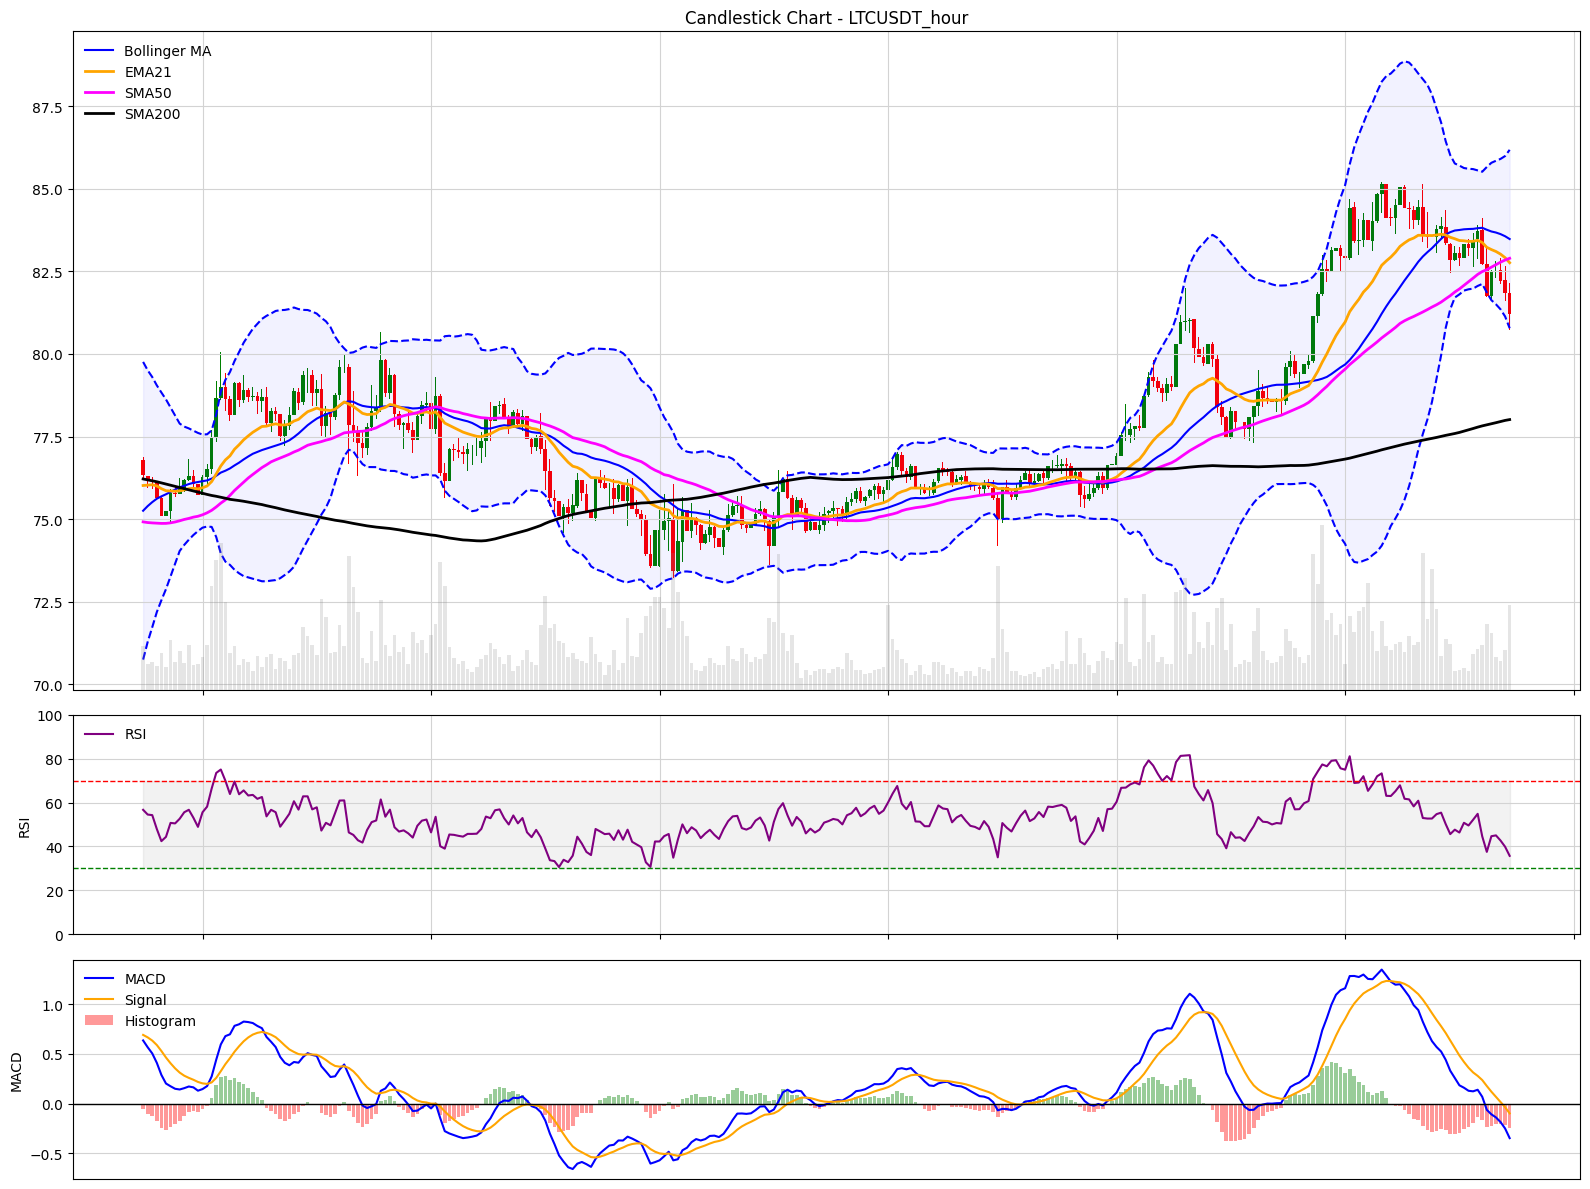 Candlestick Chart - LTCUSDT_hour
Bollinger MA
EMA21
SMA50
SMA200
87.5
85.0
82.5
80.0
77.5
75.0
72.5
70.0
RSI
RSI
100
80
60
40
20
0
MACD
Signal
Histogram
MACD
1.0
0.5
0.0
−0.5